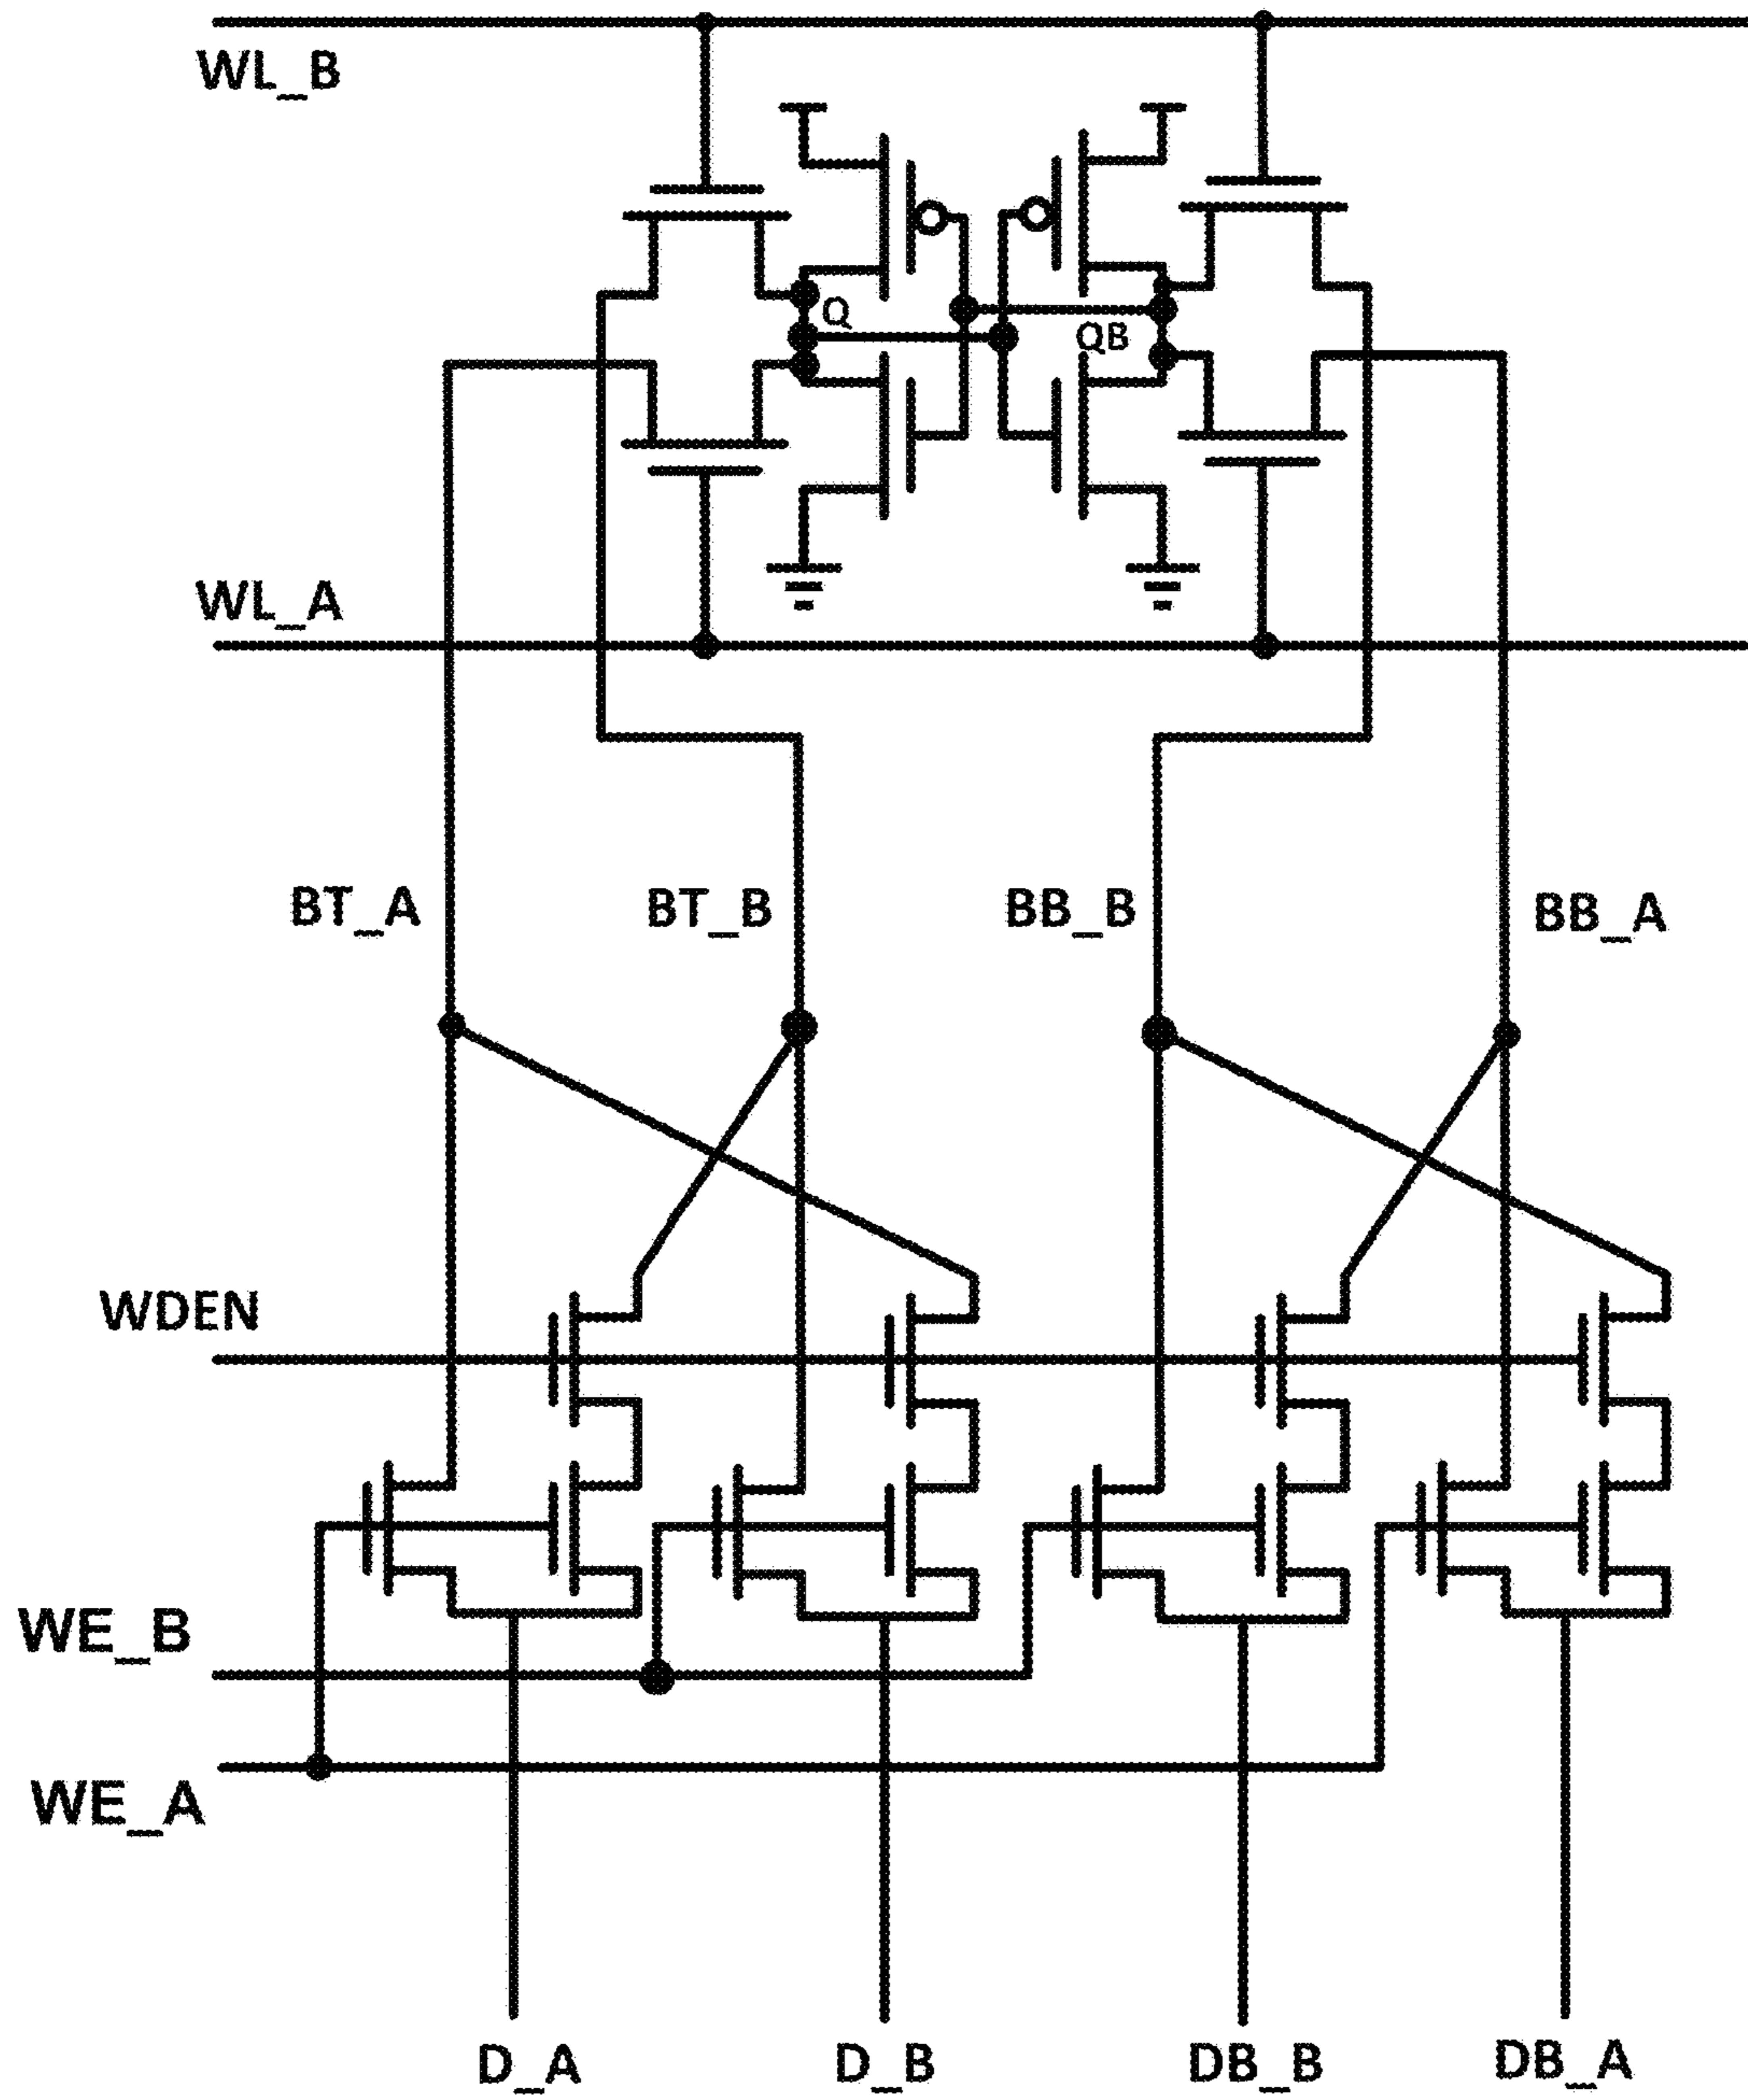 WL_B
Q
QB
WL_A
BT_A
BT_B
BB_B
BB_A
WDEN
WE_B
WE_A
D_A
D_B
DB_B
DB_A